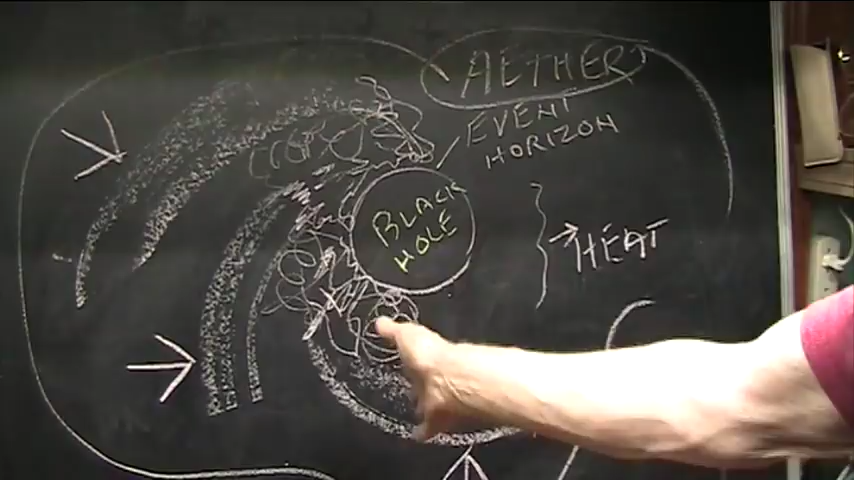 AETHER
EVENT
HORIZON
BLACK
HOLE
HEAT